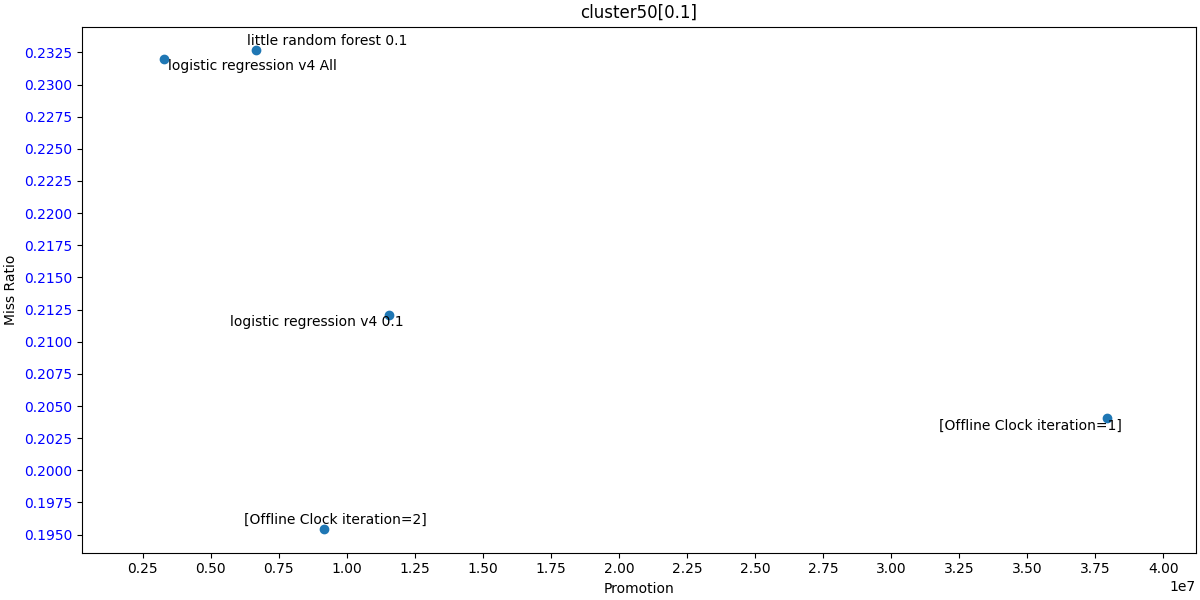 cluster50[0.1]
little random forest 0.1
logistic regression v4 All
logistic regression v4 0.1
[Offline Clock iteration=1]
[Offline Clock iteration=2]
Miss Ratio
0.2325
0.2300
0.2275
0.2250
0.2225
0.2200
0.2175
0.2150
0.2125
0.2100
0.2075
0.2050
0.2025
0.2000
0.1975
0.1950
0.25 0.50 0.75 1.00 1.25 1.50 1.75 2.00 2.25 2.50 2.75 3.00 3.25 3.50 3.75 4.00
1e7
Promotion